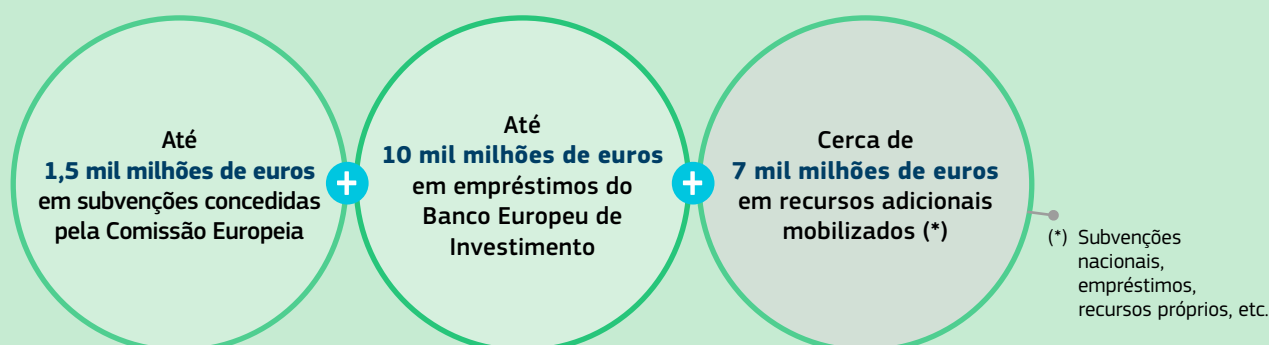 Até
1,5 mil milhões de euros
em subvenções concedidas
pela Comissão Europeia
+
Até
10 mil milhões de euros
em empréstimos do
Banco Europeu de
Investimento
+
Cerca de
7 mil milhões de euros
em recursos adicionais
mobilizados (*)
(*) Subvenções
nacionais,
empréstimos,
recursos próprios, etc.